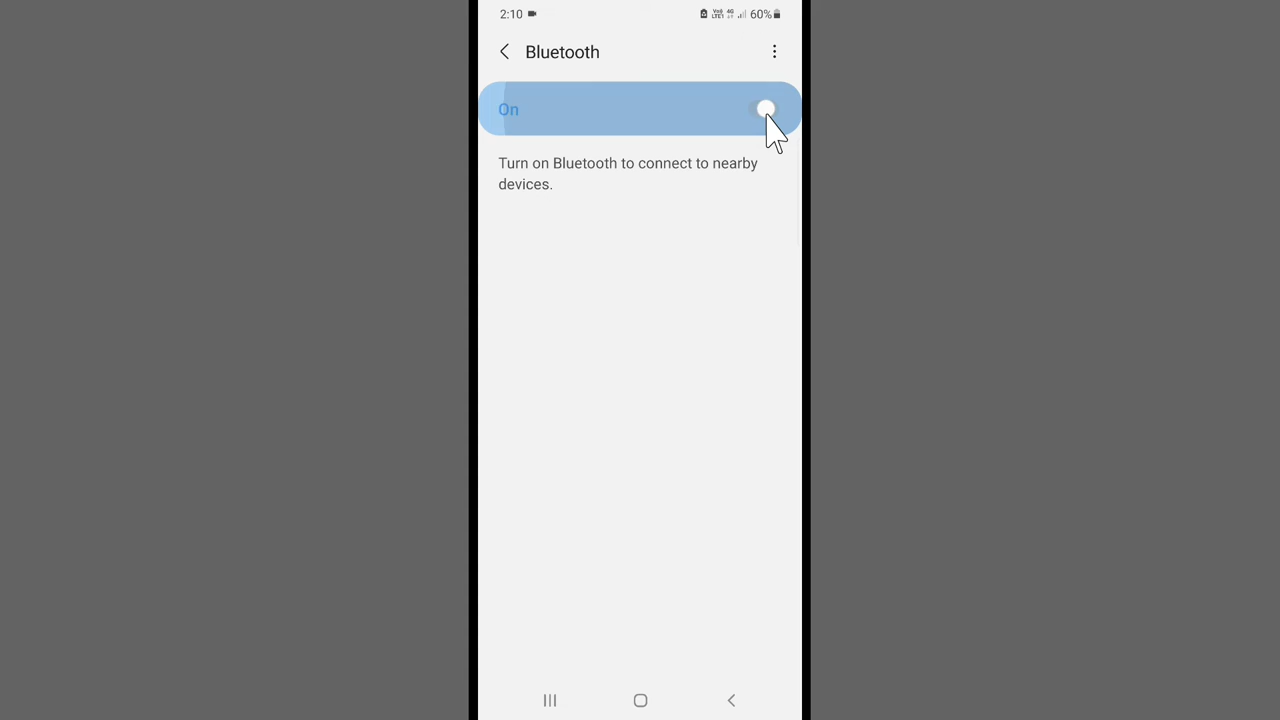 2:10 60%
Bluetooth
On
Turn on Bluetooth to connect to nearby
devices.